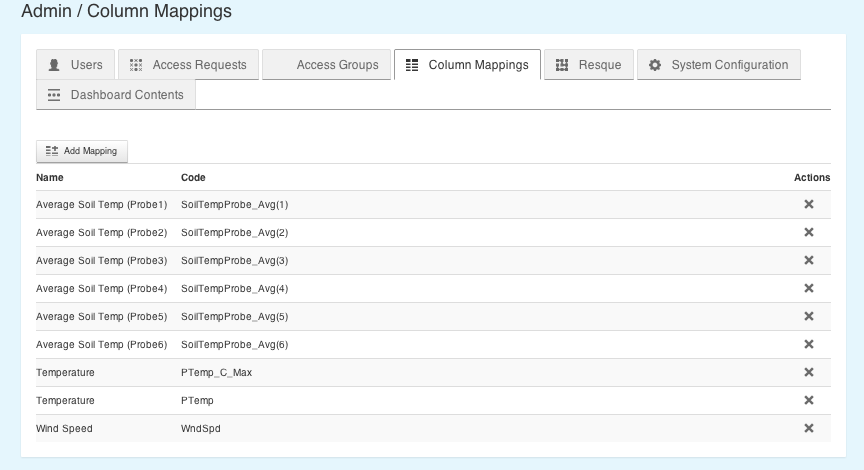 Admin / Column Mappings
Users Access Requests Access Groups Column Mappings Resque System Configuration
Dashboard Contents
Add Mapping
Name Code Actions
Average Soil Temp (Probe1) SoilTempProbe_Avg(1)
Average Soil Temp (Probe2) SoilTempProbe_Avg(2)
Average Soil Temp (Probe3) SoilTempProbe_Avg(3)
Average Soil Temp (Probe4) SoilTempProbe_Avg(4)
Average Soil Temp (Probe5) SoilTempProbe_Avg(5)
Average Soil Temp (Probe6) SoilTempProbe_Avg(6)
Temperature PTemp_C_Max
Temperature PTemp
Wind Speed WndSpd